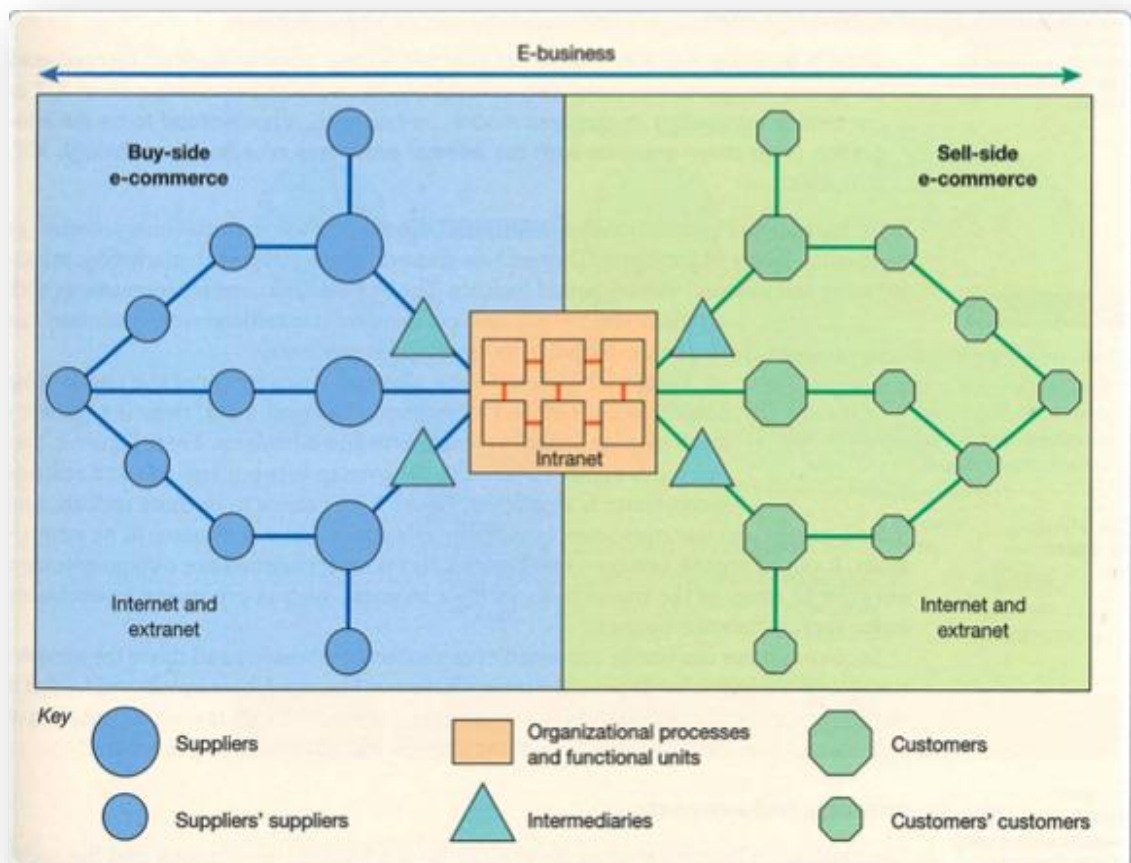 E-business
Buy-side
e-commerce
Sell-side
e-commerce
Intranet
Internet and
extranet
Internet and
extranet
Key
Suppliers
Organizational processes
and functional units
Customers
Suppliers' suppliers
Intermediaries
Customers' customers